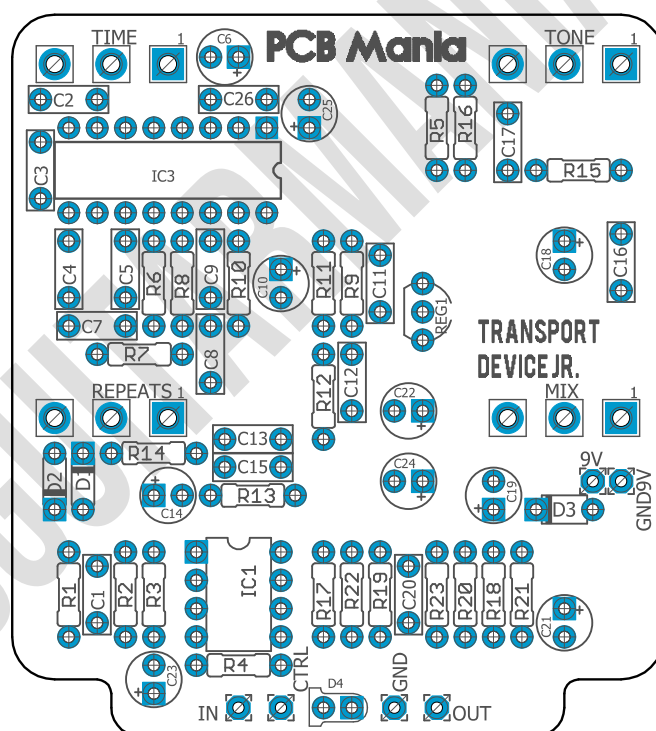 TIME 1 C6 PCB Mania TONE 1
C2 C26 C25 R5 R16 C17
C3 IC3 R15
C4 C5 R6 R8 C9 R10 C10 R11 R9 C11 C18 C16
C7 REG1
TRANSPORT
DEVICE JR.
R7 C8 R12 C12
REPEATS 1 C22 MIX 1
C13
R14 C15 C24 9V
D2 D1 C14 R13 C19 D3 GND9V
R1 C1 R2 R3 IC1 R17 R22 R19 C20 R23 R20 R18 R21
C21
C23 R4 CTRL D4 GND
IN OUT
GUITARMANIA